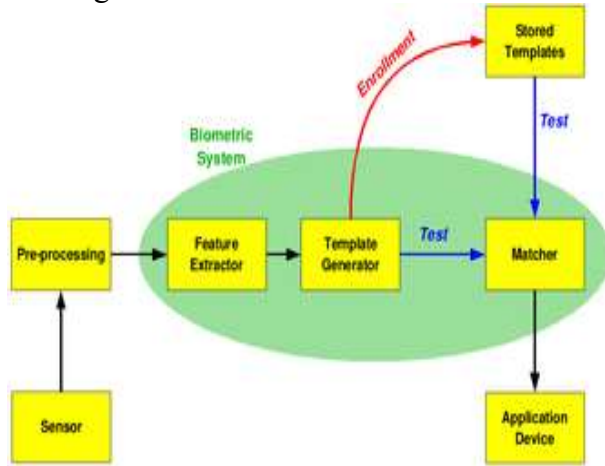 Stored
Templates
Enrollment
Test
Biometric
System
Pre-processing
Feature
Extractor
Template
Generator
Test
Matcher
Sensor
Application
Device